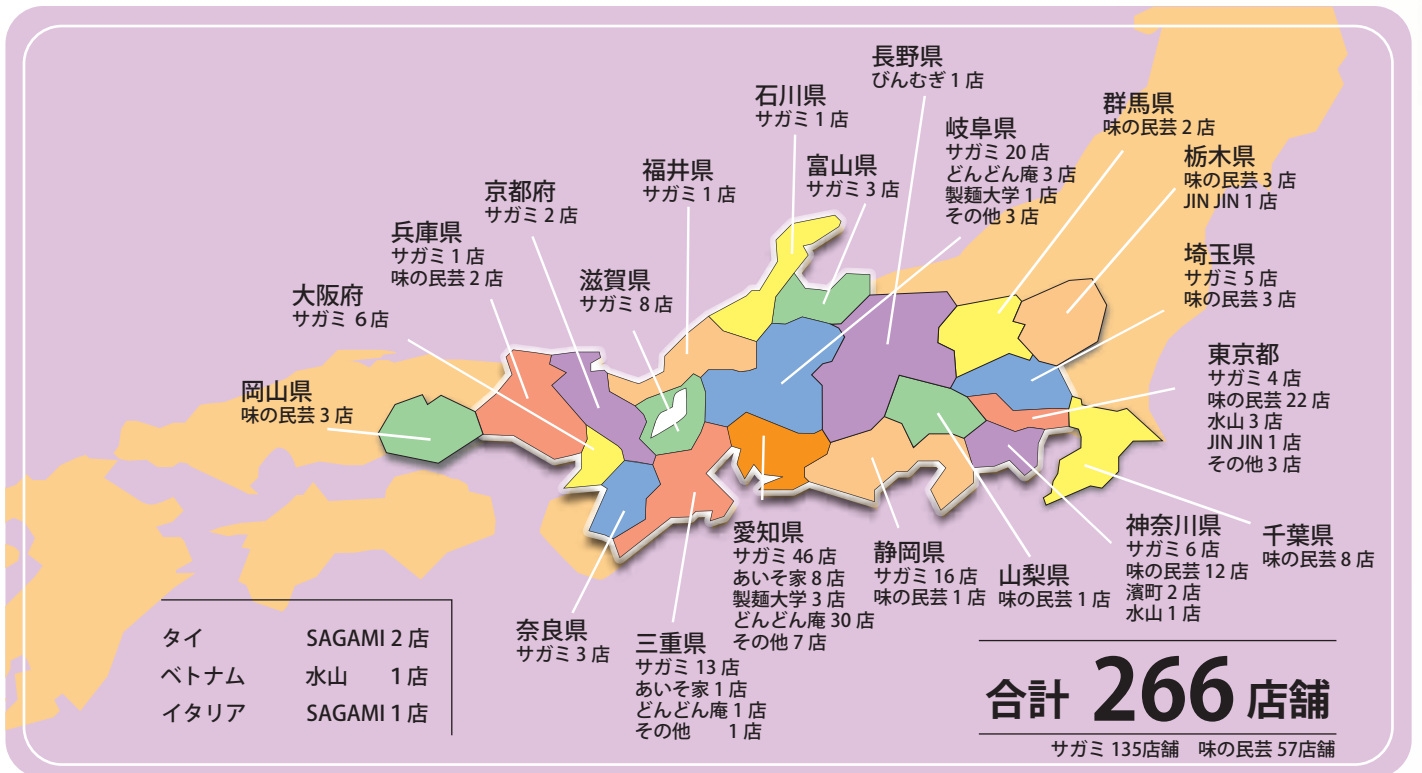 長野県
びんむぎ 1 店
石川県
サガミ 1 店
群馬県
味の民芸 2 店
岐阜県
サガミ 20 店
どんどん庵 3 店
製麺大学 1 店
その他 3 店
栃木県
味の民芸 3 店
JIN JIN 1 店
富山県
サガミ 3 店
福井県
サガミ 1 店
京都府
サガミ 2 店
兵庫県
サガミ 1 店
味の民芸 2 店
埼玉県
サガミ 5 店
味の民芸 3 店
滋賀県
サガミ 8 店
大阪府
サガミ 6 店
東京都
サガミ 4 店
味の民芸 22 店
水山 3 店
JIN JIN 1 店
その他 3 店
岡山県
味の民芸 3 店
愛知県
サガミ 46 店
あいそ家 8 店
製麺大学 3 店
どんどん庵 30 店
その他 7 店
静岡県
サガミ 16 店
味の民芸 1 店
山梨県
味の民芸 1 店
神奈川県
サガミ 6 店
味の民芸 12 店
濱町 2 店
水山 1 店
千葉県
味の民芸 8 店
奈良県
サガミ 3 店
三重県
サガミ 13 店
あいそ家 1 店
どんどん庵 1 店
その他 1 店
タイ SAGAMI 2 店
ベトナム 水山 1 店
イタリア SAGAMI 1 店
合計 266 店舗
サガミ 135店舗 味の民芸 57店舗